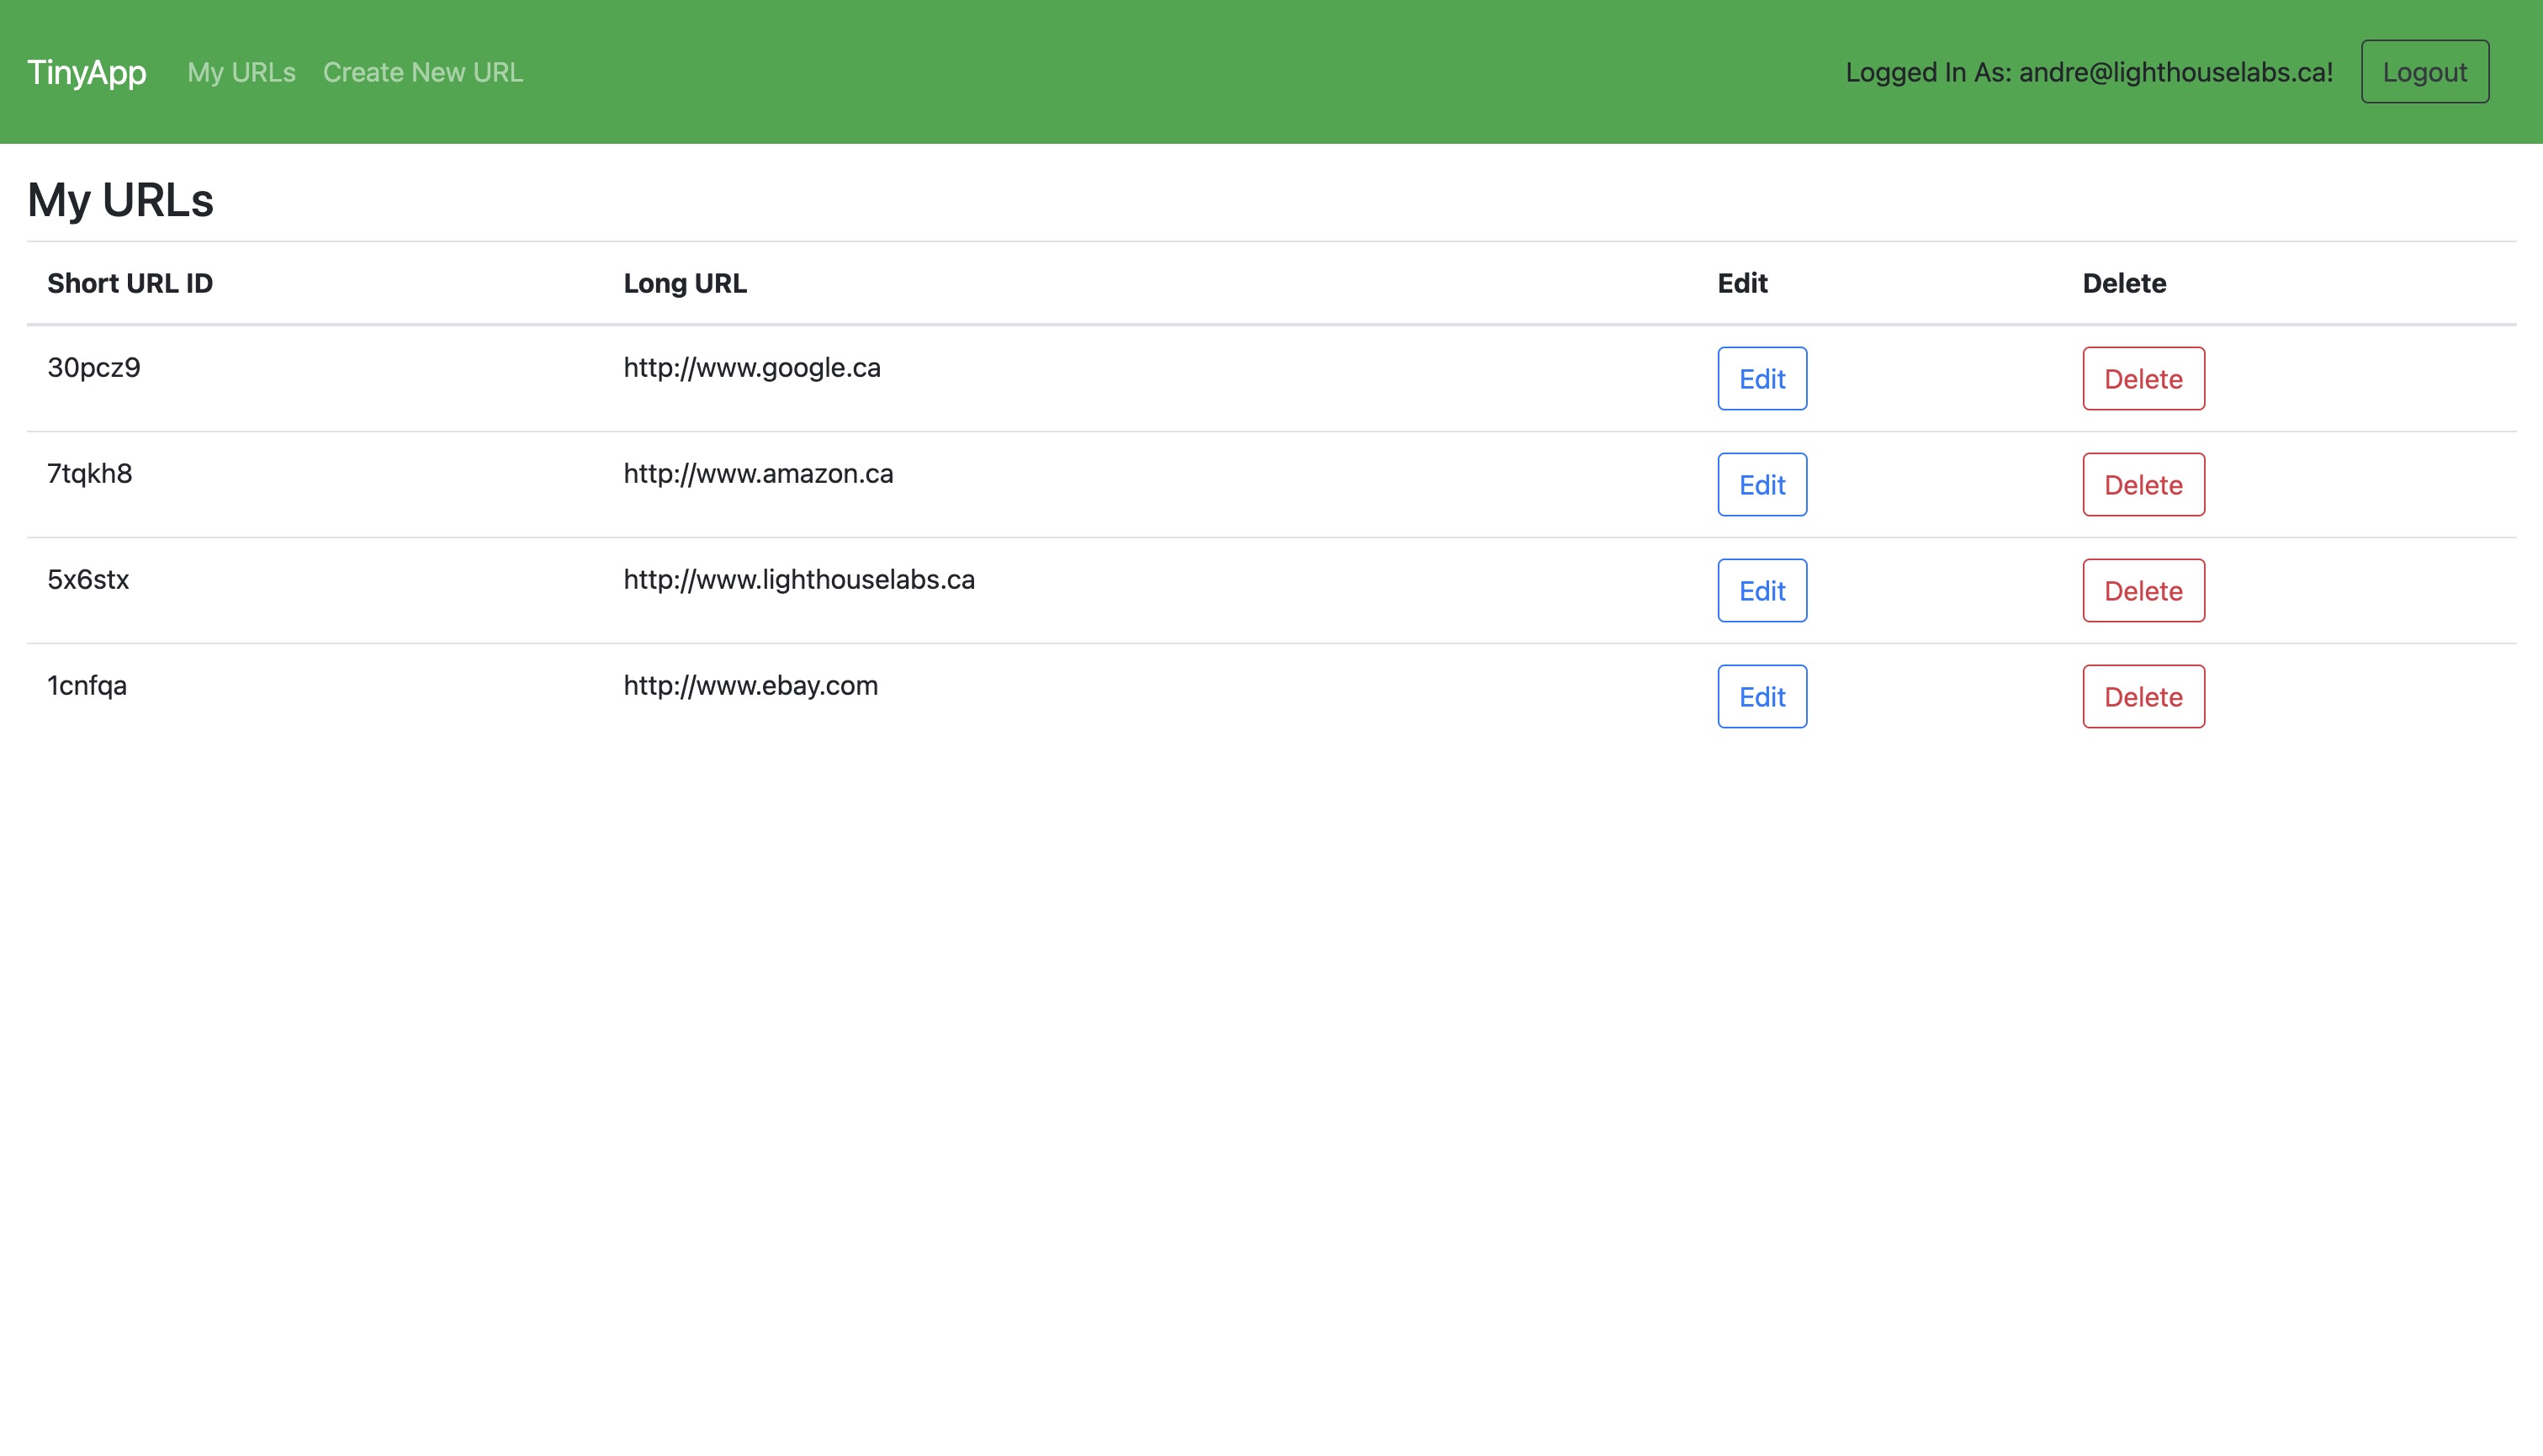 TinyApp My URLs Create New URL Logged In As: andre@lighthouselabs.ca! Logout
My URLs
Short URL ID Long URL Edit Delete
30pcz9 http://www.google.ca Edit Delete
7tqkh8 http://www.amazon.ca Edit Delete
5x6stx http://www.lighthouselabs.ca Edit Delete
1cnfqa http://www.ebay.com Edit Delete